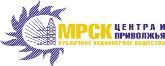 МРСК ЦЕНТРА И
ПРИВОЛЖЬЯ
ПУБЛИЧНОЕ АКЦИОНЕРНОЕ ОБЩЕСТВО